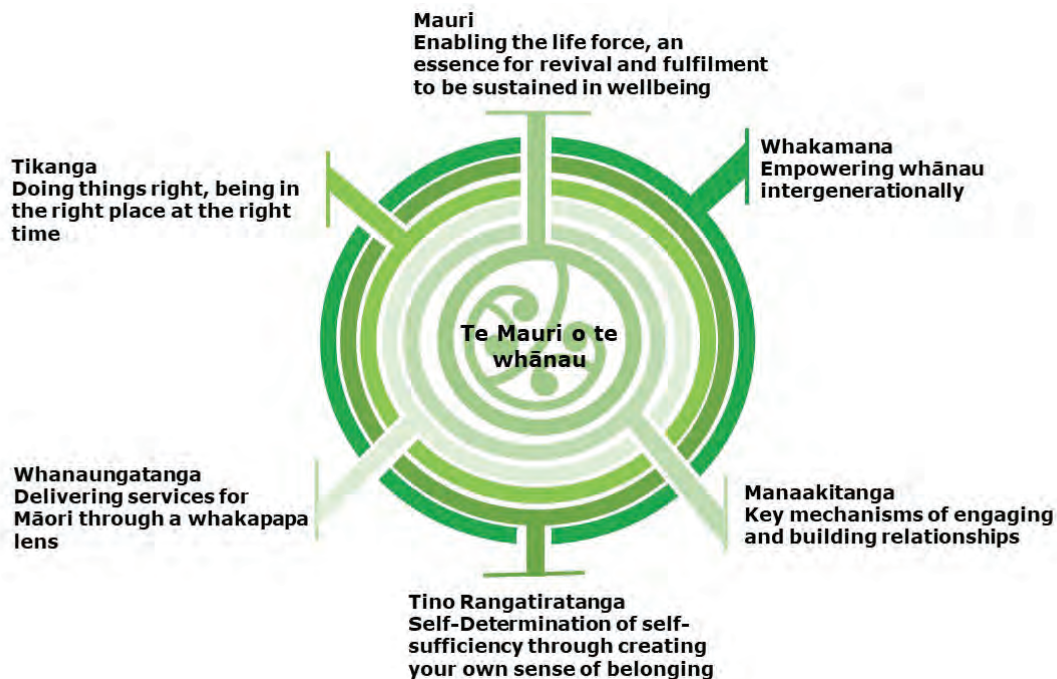 Mauri
Enabling the life force, an
essence for revival and fulfilment
to be sustained in wellbeing
Whakamana
Empowering whānau
intergenerationally
Tikanga
Doing things right, being in
the right place at the right
time
Te Mauri o te
whānau
Whanaungatanga
Delivering services for
Māori through a whakapapa
lens
Manaakitanga
Key mechanisms of engaging
and building relationships
Tino Rangatiratanga
Self-Determination of self-
sufficiency through creating
your own sense of belonging